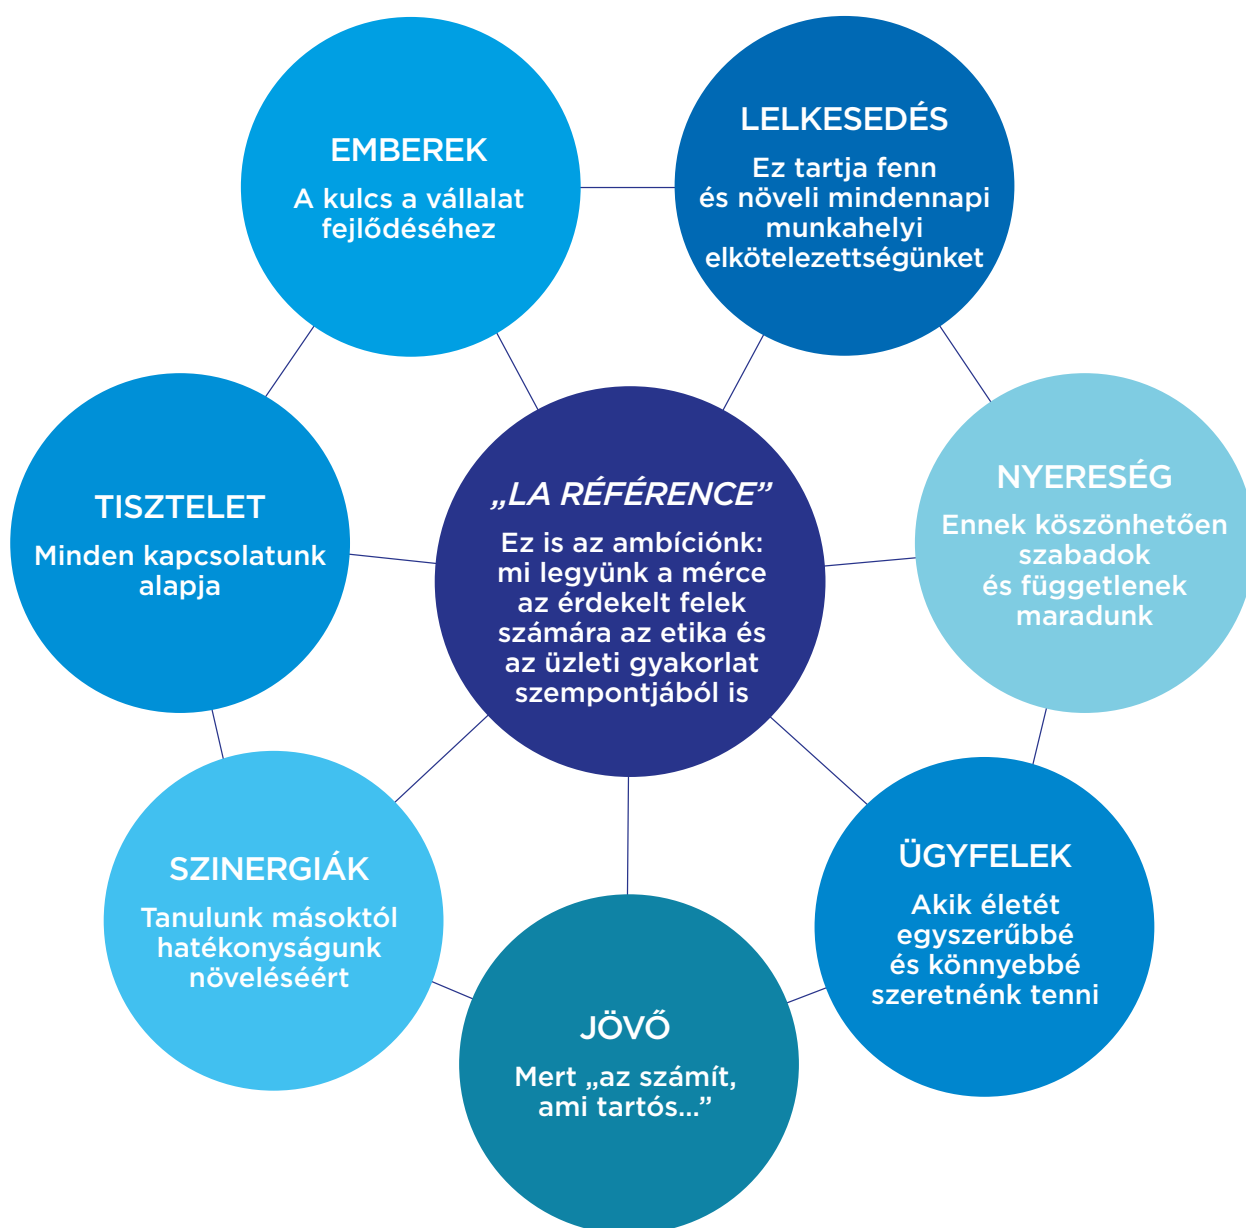 EMBEREK
A kulcs a vállalat
fejlődéséhez
LELKESEDÉS
Ez tartja fenn
és növeli mindennapi
munkahelyi
elkötelezettségünket
TISZTELET
Minden kapcsolatunk
alapja
„LA RÉFÉRENCE”
Ez is az ambíciónk:
mi legyünk a mérce
az érdekelt felek
számára az etika és
az üzleti gyakorlat
szempontjából is
NYERESÉG
Ennek köszönhetően
szabadok
és függetlenek
maradunk
SZINERGIÁK
Tanulunk másoktól
hatékonyságunk
növeléséért
ÜGYFELEK
Akik életét
egyszerűbbé
és könnyebbé
szeretnénk tenni
JÖVŐ
Mert „az számít,
ami tartós...”